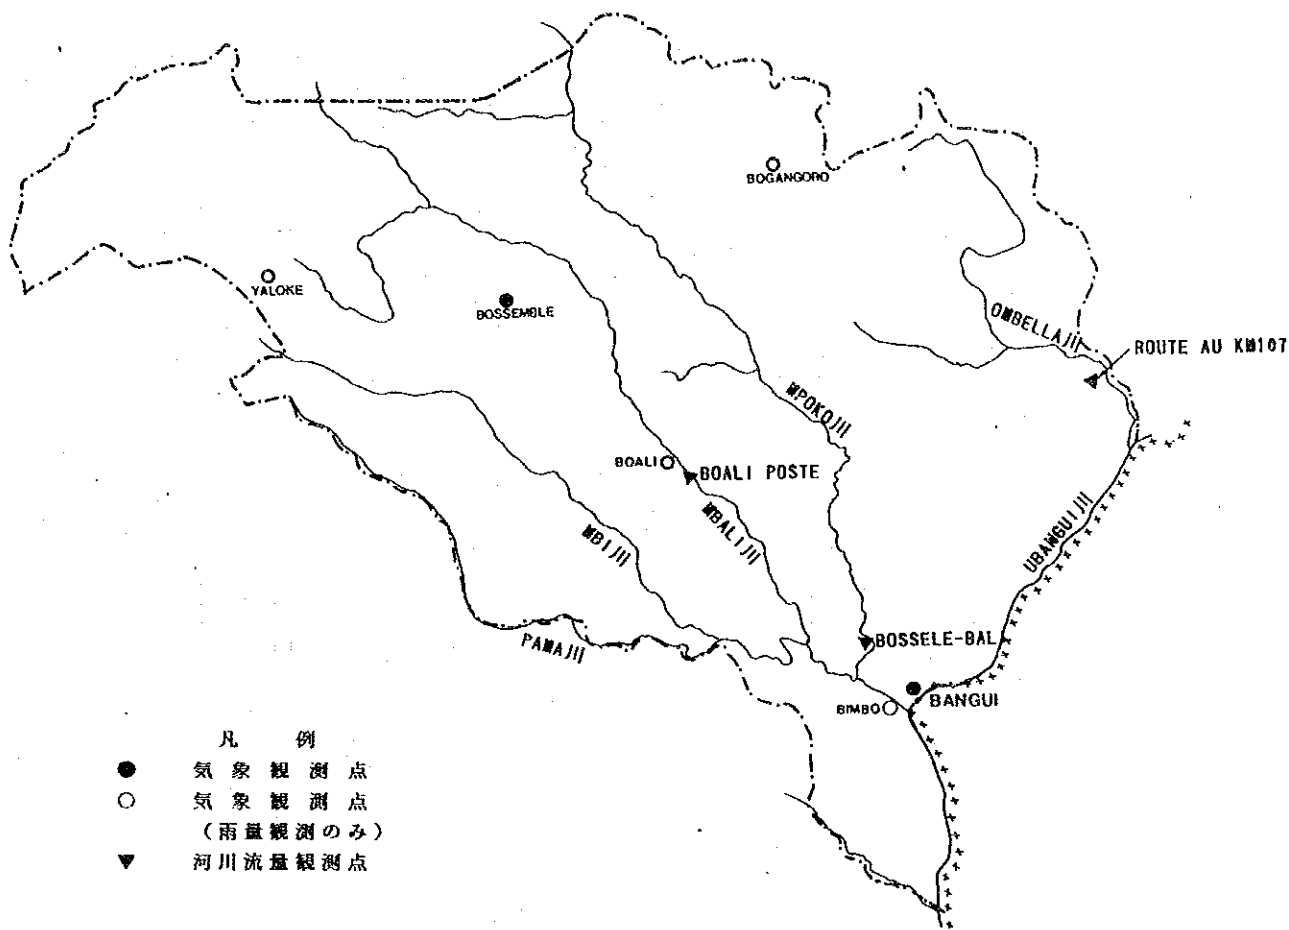 BOGANGORO
YALOKE
BOSSEMBLE
OMBELLA川
ROUTE AU KM107
MPOKO川
BOALI
BOALI POSTE
MBALI川
MBI川
UBANGUI川
PAMA川
BOSSELE-BAL
BIMBO
BANGUI
凡 例
● 気象観測点
○ 気象観測点
(雨量観測のみ)
▼ 河川流量観測点